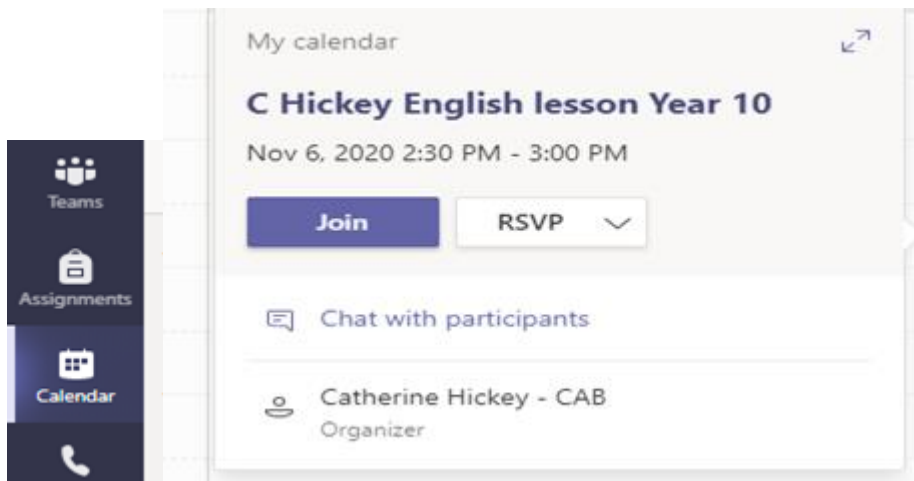 Teams
Assignments
Calendar
My calendar
C Hickey English lesson Year 10
Nov 6, 2020 2:30 PM - 3:00 PM
Join RSVP
Chat with participants
Catherine Hickey - CAB
Organizer